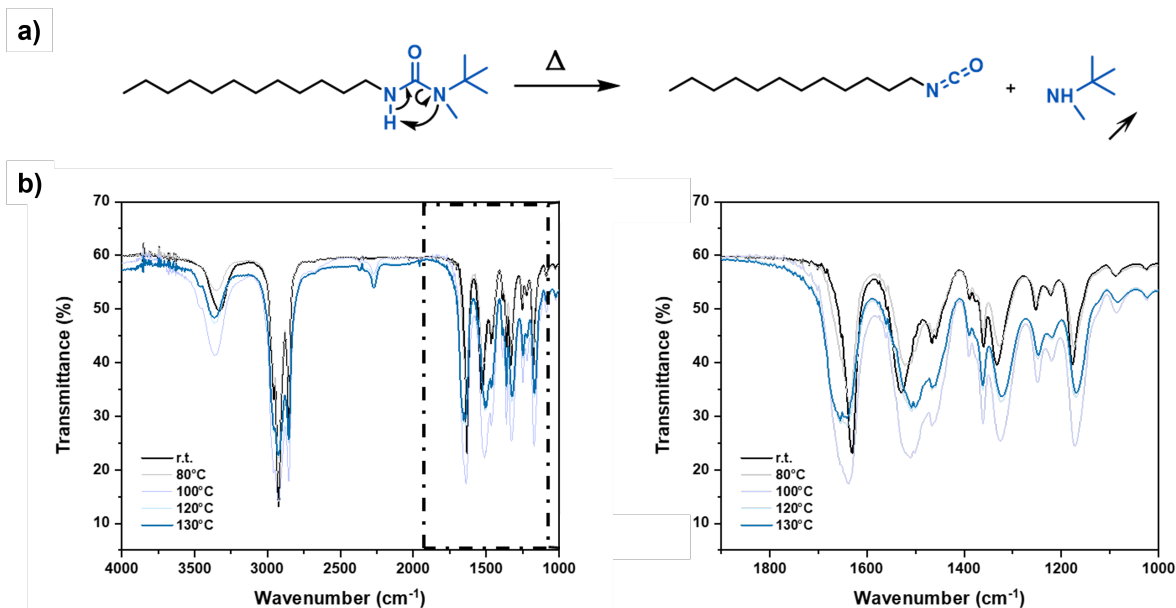 a)
O
N
H
N
Δ
N
C
O
+
NH
b)
70
60
50
40
30
20
10
4000
3500
3000
2500
2000
1500
1000
Transmittance (%)
Wavenumber (cm-1)
r.t.
80°C
100°C
120°C
130°C
70
60
50
40
30
20
10
1800
1600
1400
1200
1000
Transmittance (%)
Wavenumber (cm-1)
r.t.
80°C
100°C
120°C
130°C